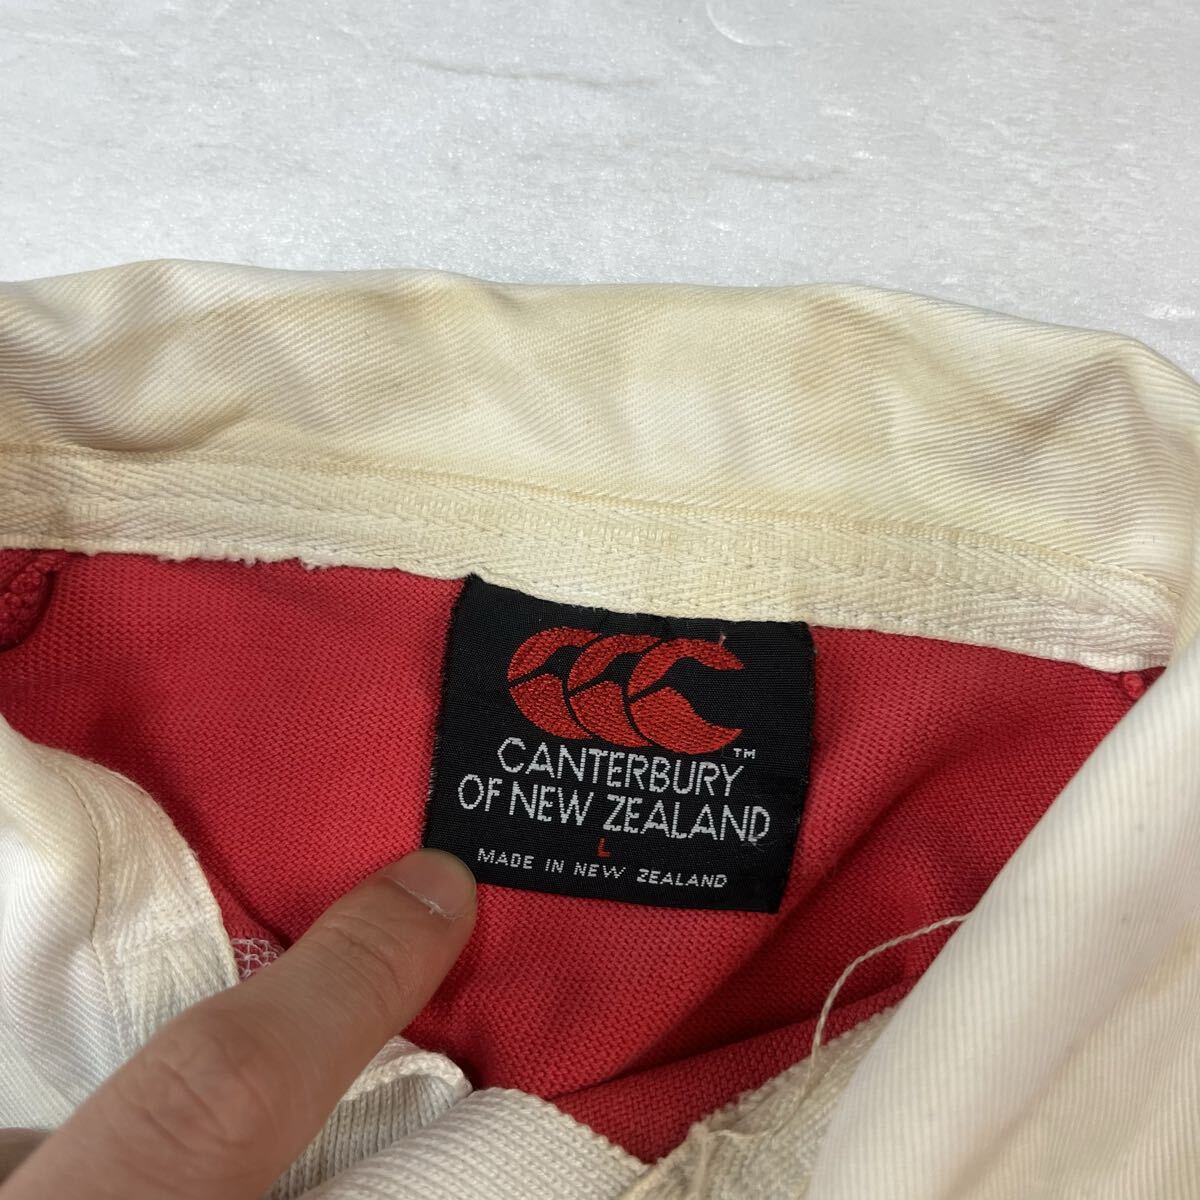 CANTERBURY™
OF NEW ZEALAND
L
MADE IN NEW ZEALAND